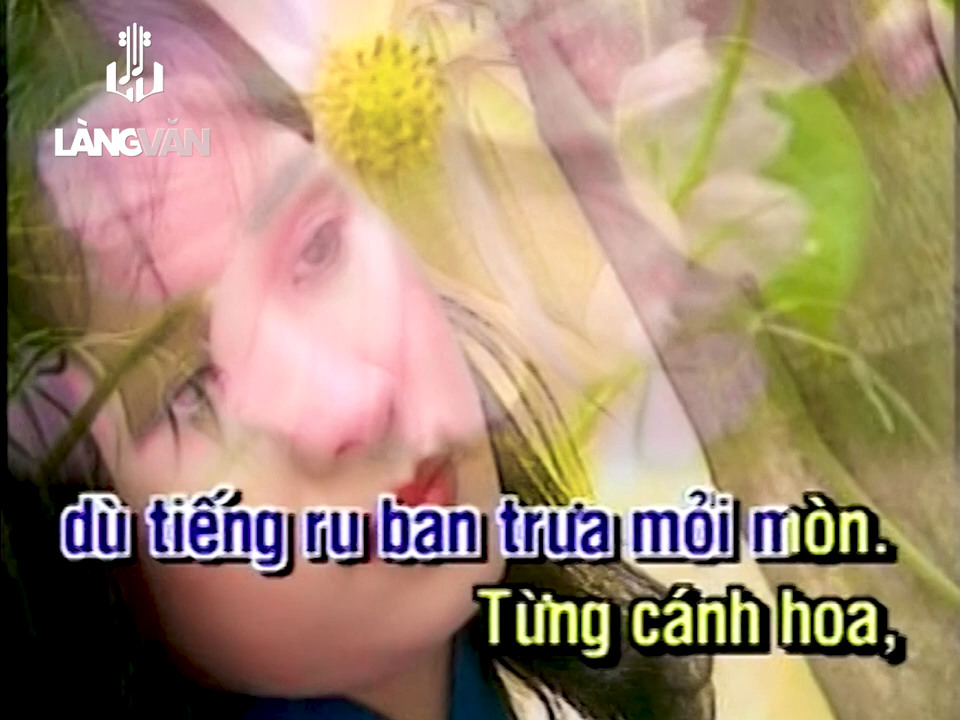 LÀNGVĂN
dù tiếng ru ban trưa mỏi mòn.
Từng cánh hoa,